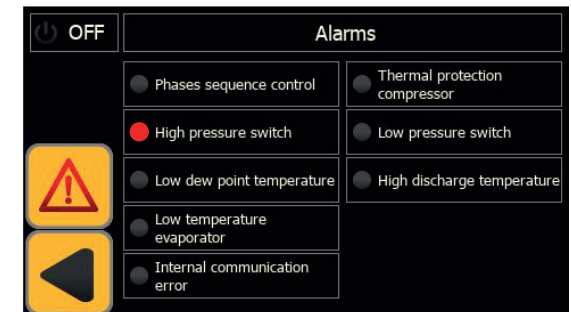 OFF
Alarms
Phases sequence control
Thermal protection
compressor
High pressure switch
Low pressure switch
Low dew point temperature
High discharge temperature
Low temperature
evaporator
Internal communication
error